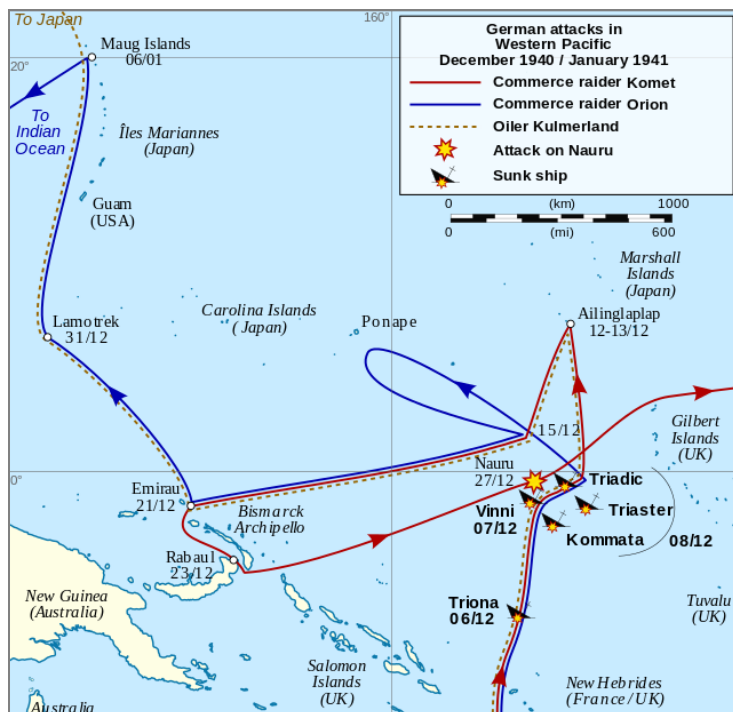 To Japan
160°
20°
Maug Islands
06/01
To
Indian
Ocean
Îles Mariannes
(Japan)
Guam
(USA)
German attacks in
Western Pacific
December 1940 / January 1941
Commerce raider Komet
Commerce raider Orion
Oiler Kulmerland
Attack on Nauru
Sunk ship
0 (km) 1000
0 (mi) 600
Marshall
Islands
(Japan)
Carolina Islands
( Japan)
Ponape
Ailinglaplap
12-13/12
Lamotrek
31/12
15/12
Gilbert
Islands
(UK)
0°
Nauru
27/12
Triadic
Emirau
21/12
Bismarck
Archipello
Vinni
07/12
Triaster
Kommata
08/12
Rabaul
23/12
New Guinea
(Australia)
Triona
06/12
Tuvalu
(UK)
Salomon
Islands
(UK)
New Hebrides
(France / UK)
Australia